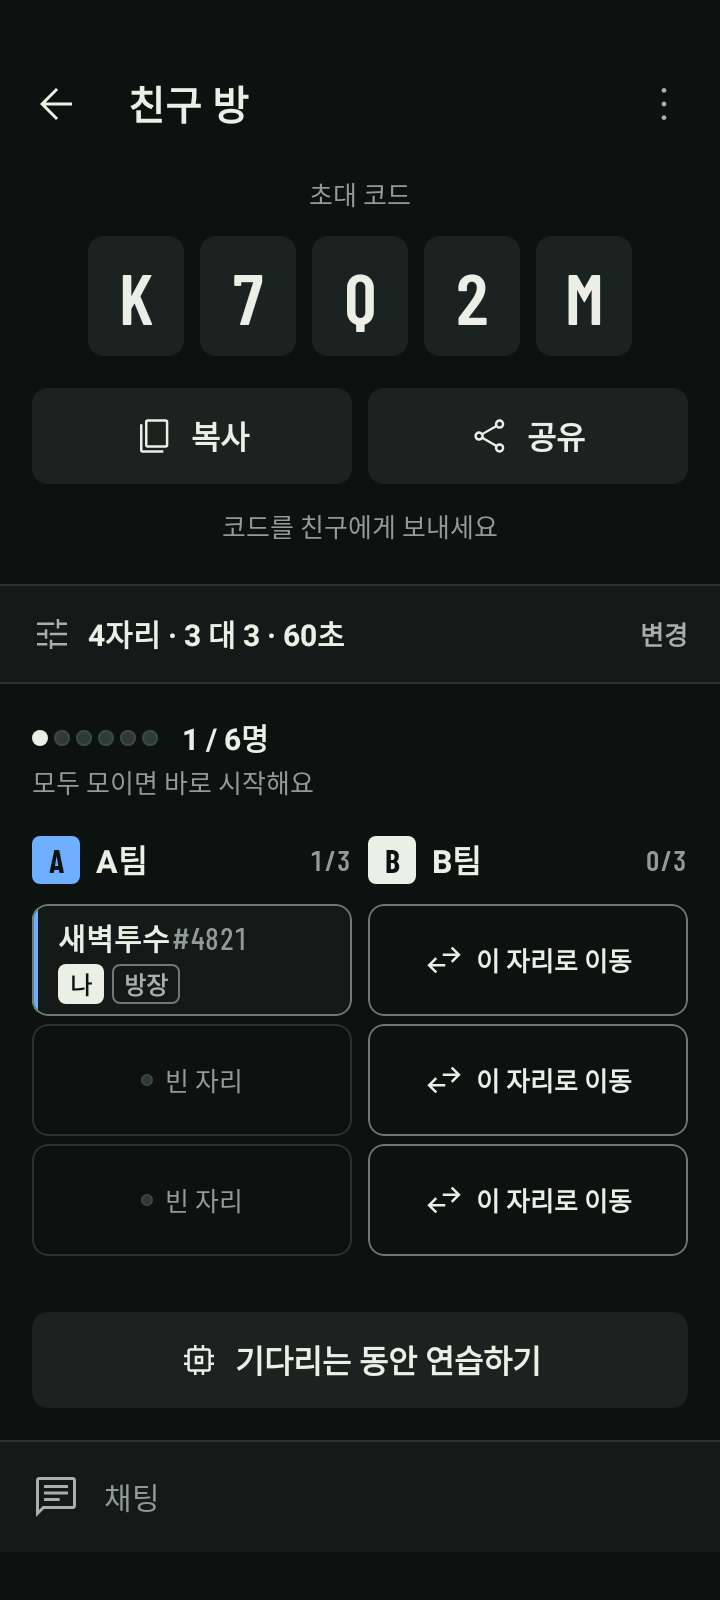 친구 방
초대 코드
K 7 Q 2 M
복사
공유
코드를 친구에게 보내세요
4자리 · 3 대 3 · 60초
변경
1 / 6명
모두 모이면 바로 시작해요
A A팀 1/3
B B팀 0/3
새벽투수#4821
나 방장
이 자리로 이동
빈 자리
이 자리로 이동
빈 자리
이 자리로 이동
기다리는 동안 연습하기
채팅